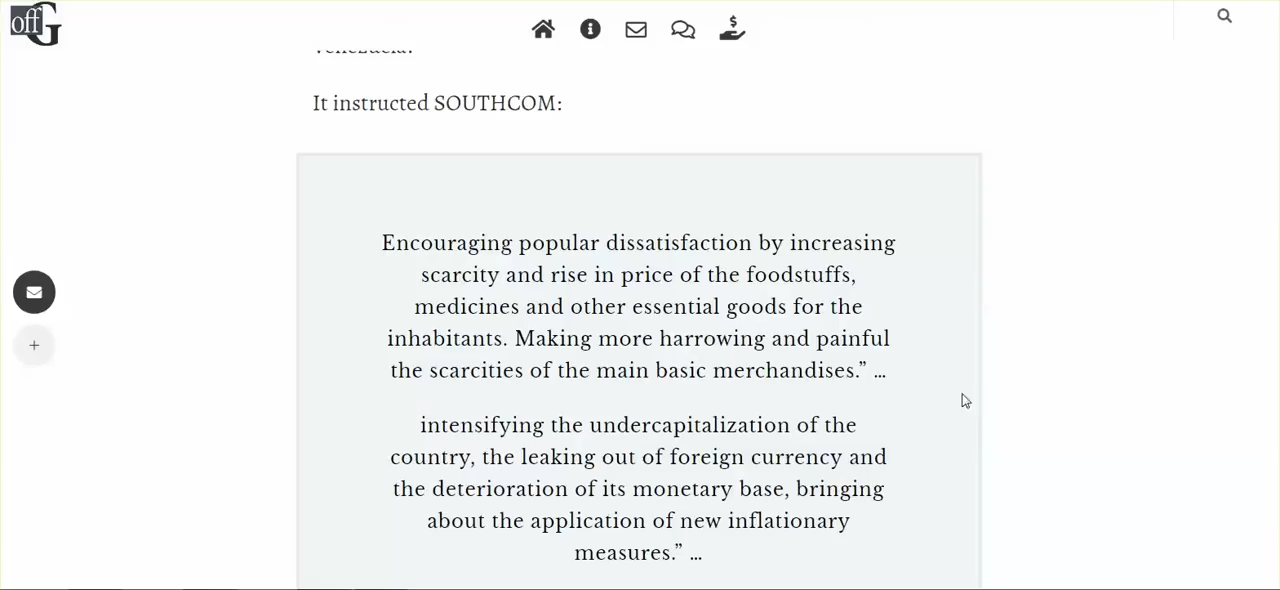 off
G
$
Venezuela.
It instructed SOUTHCOM:
Encouraging popular dissatisfaction by increasing
scarcity and rise in price of the foodstuffs,
medicines and other essential goods for the
inhabitants. Making more harrowing and painful
the scarcities of the main basic merchandises.” …
intensifying the undercapitalization of the
country, the leaking out of foreign currency and
the deterioration of its monetary base, bringing
about the application of new inflationary
measures.” …